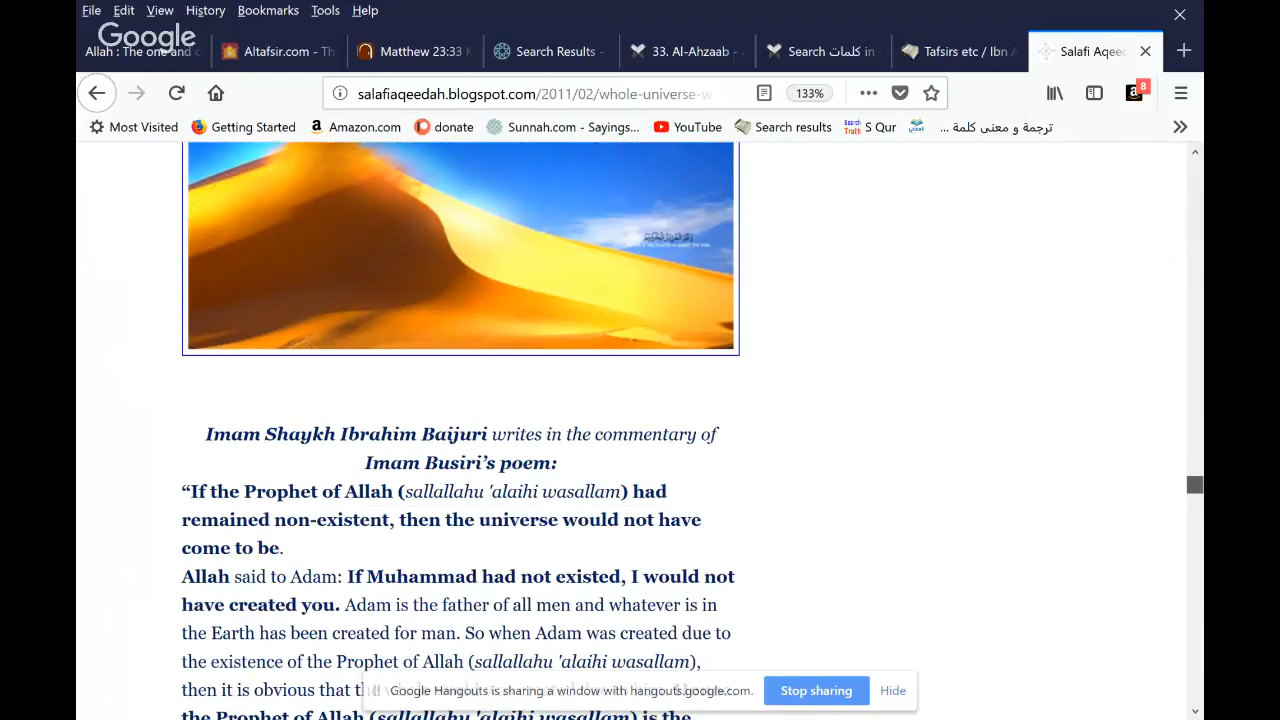 File Edit View History Bookmarks Tools Help
Google
Allah : The one and o
Altafsir.com - Th
Matthew 23:33 K
Search Results -
33. Al-Ahzaab -
Search كلمات in
Tafsirs etc / Ibn A
Salafi Aqee
salafiaqeedah.blogspot.com/2011/02/whole-universe-w
133%
8
Most Visited Getting Started Amazon.com donate Sunnah.com - Sayings... YouTube Search results S Qur ترجمة و معنى كلمة ...
Imam Shaykh Ibrahim Baijuri writes in the commentary of
Imam Busiri's poem:
“If the Prophet of Allah (sallallahu 'alaihi wasallam) had
remained non-existent, then the universe would not have
come to be.
Allah said to Adam: If Muhammad had not existed, I would not
have created you. Adam is the father of all men and whatever is in
the Earth has been created for man. So when Adam was created due to
the existence of the Prophet of Allah (sallallahu 'alaihi wasallam),
then it is obvious that
Google Hangouts is sharing a window with hangouts.google.com. Stop sharing Hide
the Prophet of Allah (sallallahu 'alaihi wasallam) is the